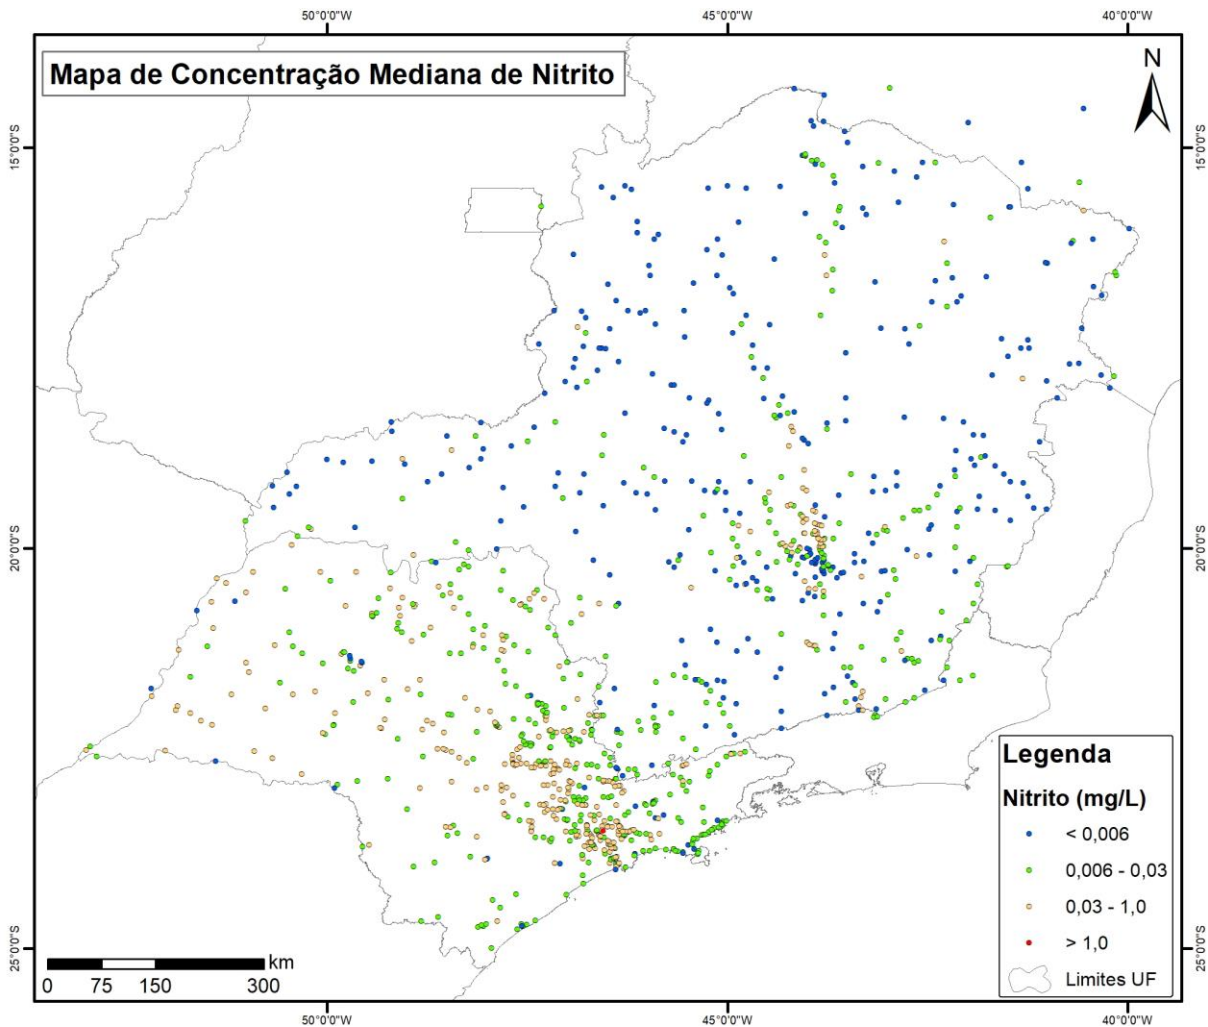 50°0'0"W 45°0'0"W 40°0'0"W
Mapa de Concentração Mediana de Nitrito
N
15°0'0"S 15°0'0"S
20°0'0"S 20°0'0"S
Legenda
Nitrito (mg/L)
< 0,006
0,006 - 0,03
0,03 - 1,0
> 1,0
Limites UF
25°0'0"S 25°0'0"S
km
0 75 150 300
50°0'0"W 45°0'0"W 40°0'0"W